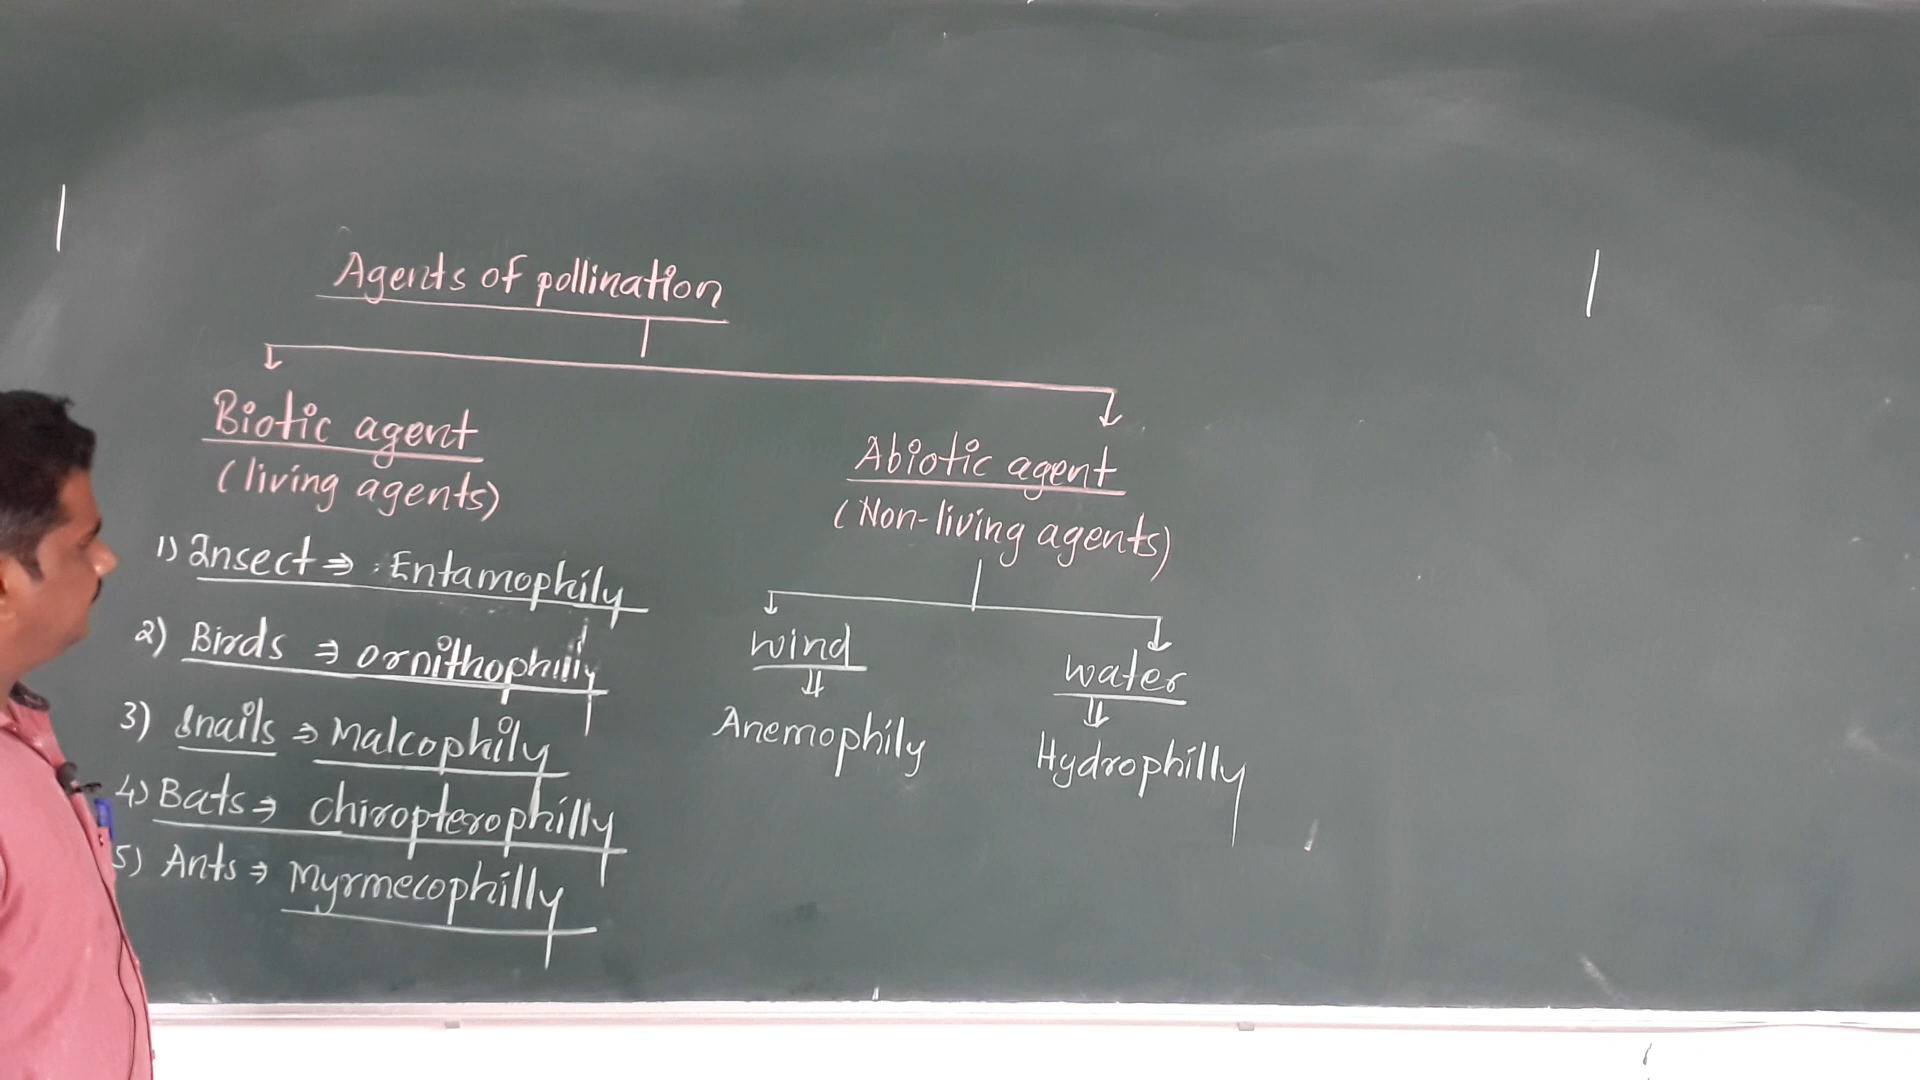 Agents of pollination
Biotic agent
(living agents)
1) Insect ⇒ Entamophily
2) Birds ⇒ ornithophilly
3) Snails ⇒ Malcophily
4) Bats ⇒ Chiropterophilly
5) Ants ⇒ Myrmecophilly
Abiotic agent
(Non-living agents)
wind
⇓
Anemophily
water
⇓
Hydrophilly